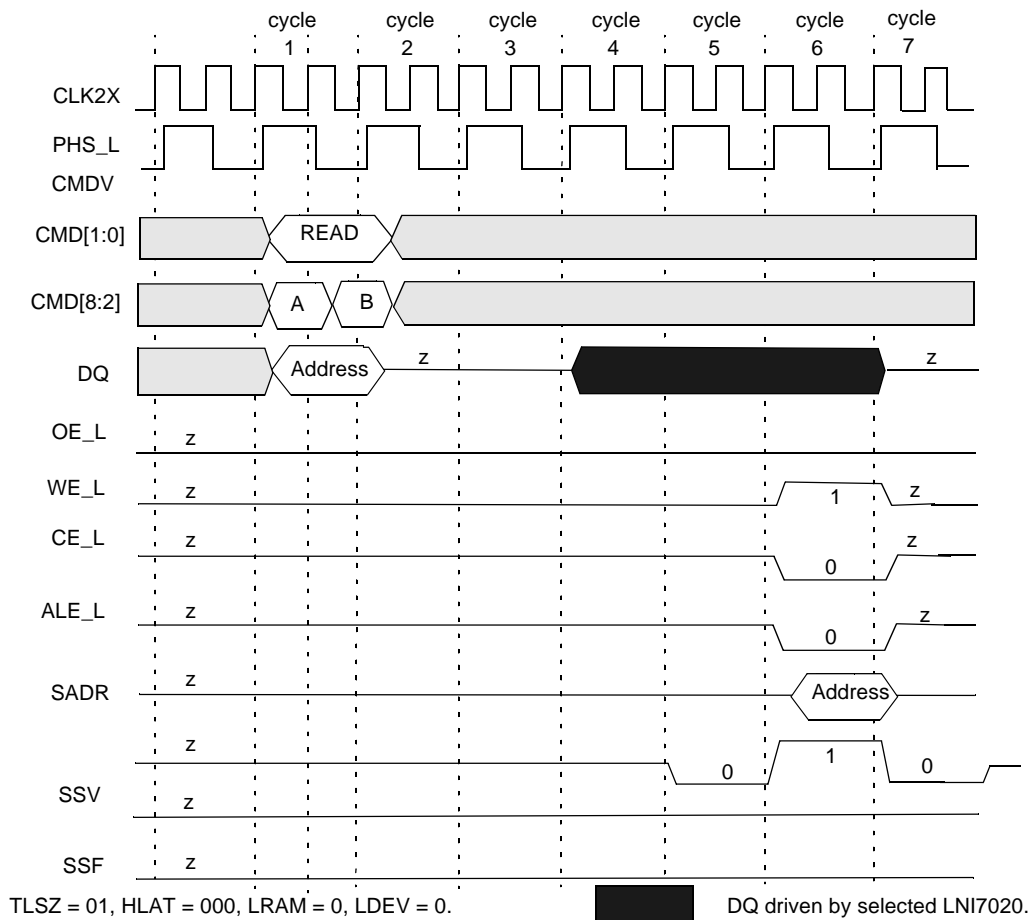 cycle cycle cycle cycle cycle cycle cycle
1 2 3 4 5 6 7
CLK2X
PHS_L
CMDV
CMD[1:0] READ
CMD[8:2] A B
DQ Address z z
OE_L z
WE_L z 1 z
CE_L z 0 z
ALE_L z 0 z
SADR z Address
z 0 1 0
SSV z
SSF z
TLSZ = 01, HLAT = 000, LRAM = 0, LDEV = 0. DQ driven by selected LNI7020.